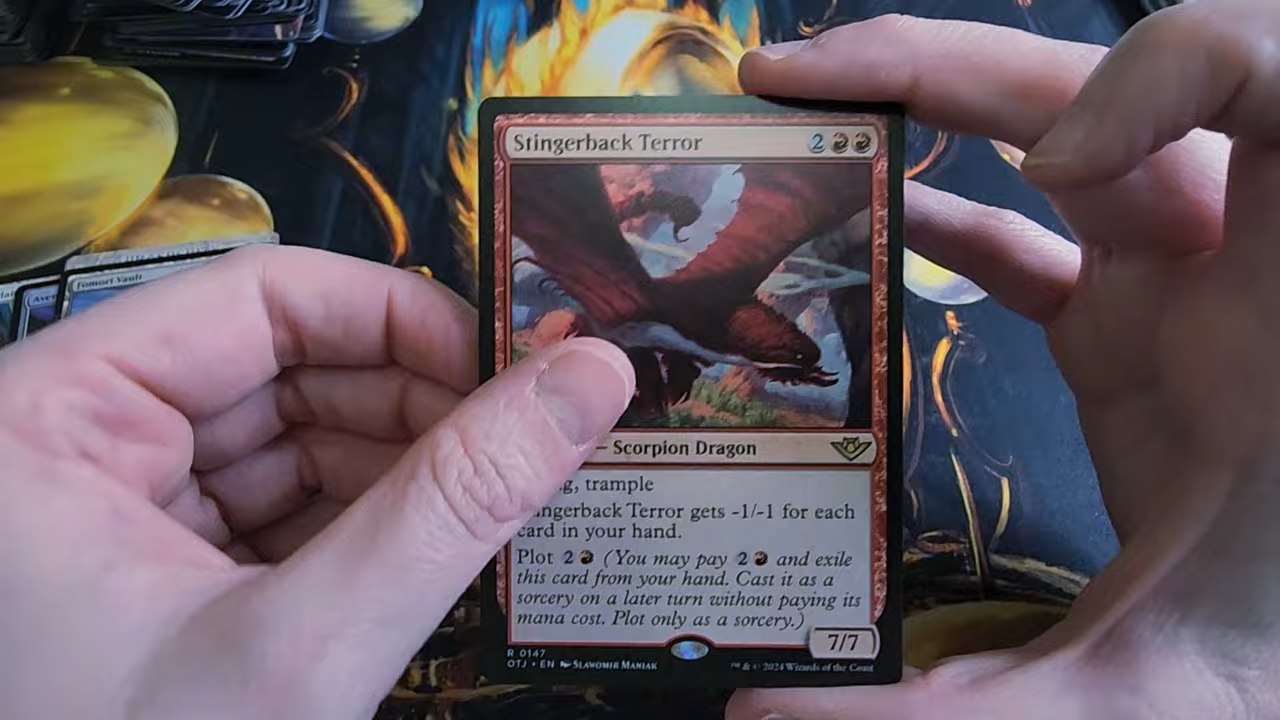 Stingerback Terror 2
Fomori Vault
— Scorpion Dragon
trample
Terror gets -1/-1 for each
card in your hand.
Plot 2 (You may pay 2 and exile
this card from your hand. Cast it as a
sorcery on a later turn without paying its
mana cost. Plot only as a sorcery.)
7/7
R 0147
OTJ • EN SLAWOMIR MANIAK
™ & © 2024 Wizards of the Coast